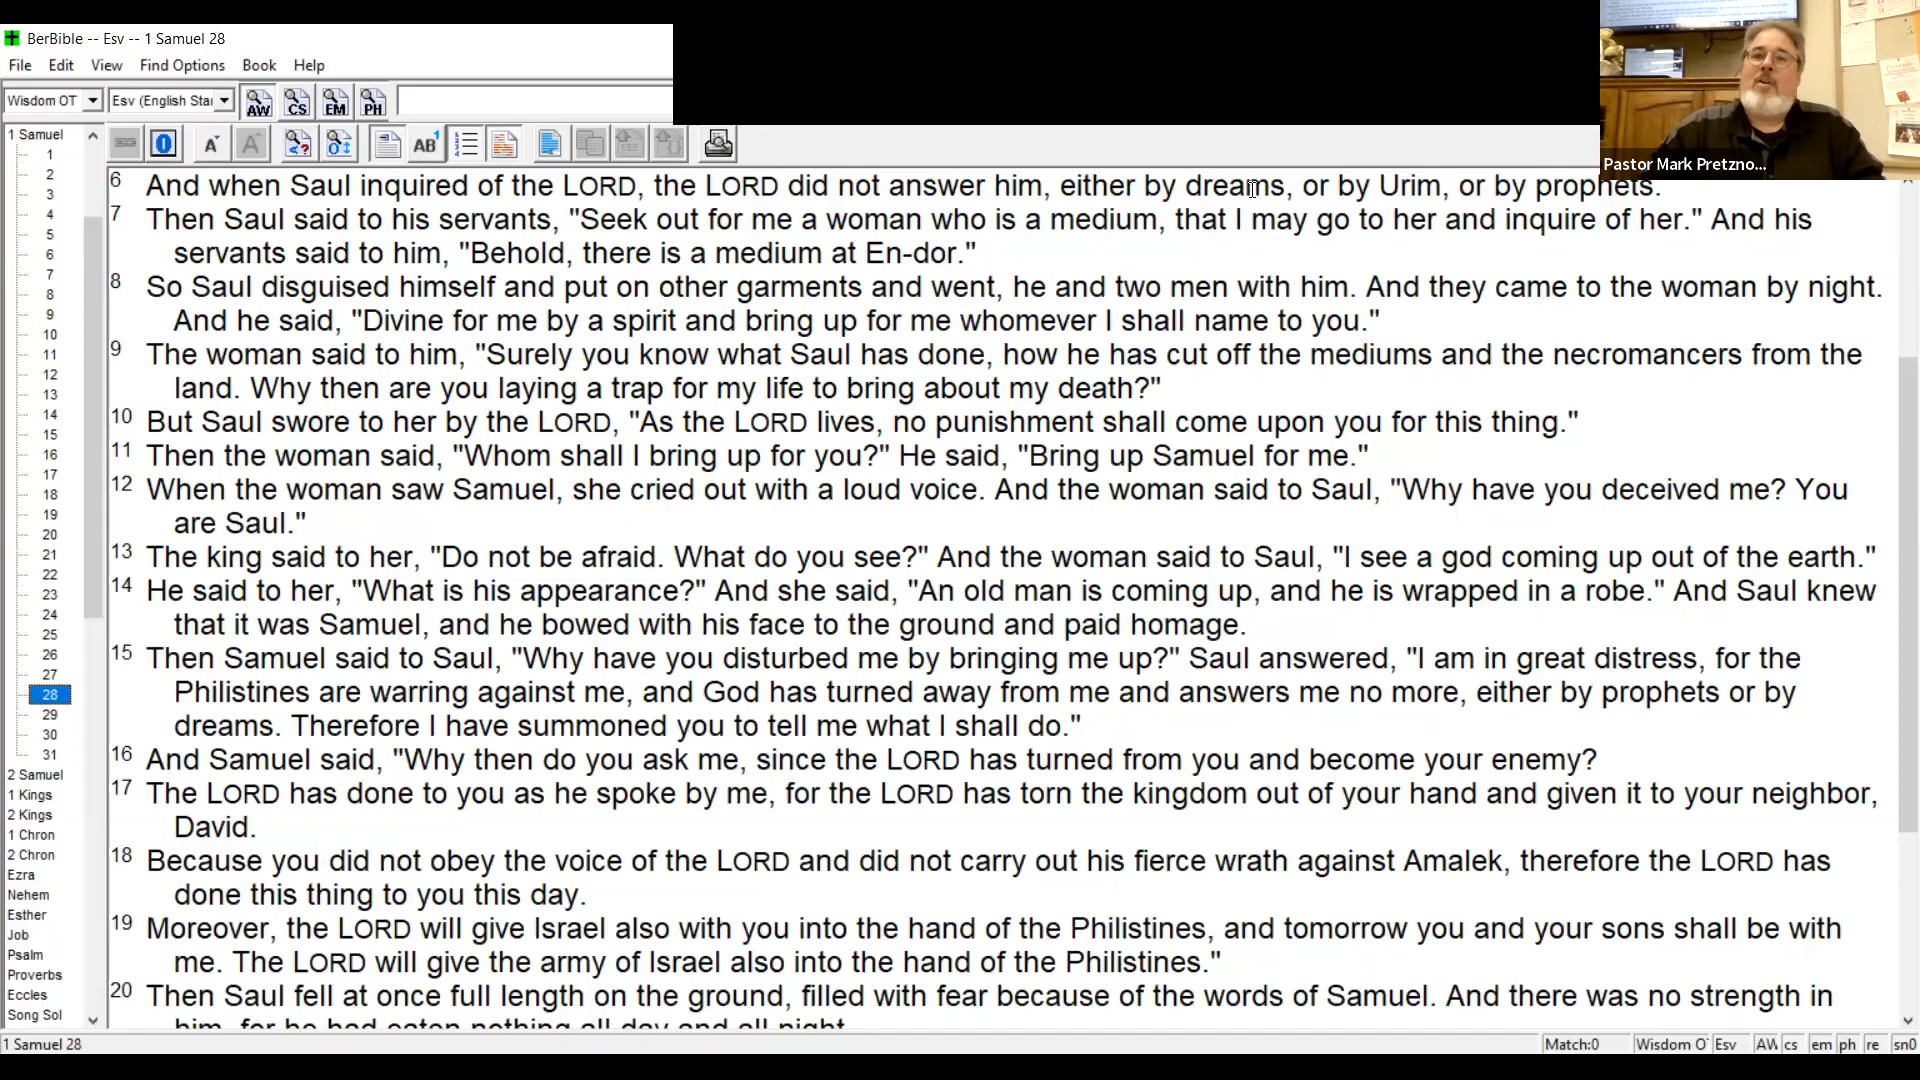 BerBible -- Esv -- 1 Samuel 28
File Edit View Find Options Book Help
Wisdom OT Esv (English Star AW CS EM PH
Pastor Mark Pretzno...
1 Samuel
1
2
3
4
5
6
7
8
9
10
11
12
13
14
15
16
17
18
19
20
21
22
23
24
25
26
27
28
29
30
31
2 Samuel
1 Kings
2 Kings
1 Chron
2 Chron
Ezra
Nehem
Esther
Job
Psalm
Proverbs
Eccles
Song Sol
6 And when Saul inquired of the LORD, the LORD did not answer him, either by dreams, or by Urim, or by prophets.
7 Then Saul said to his servants, "Seek out for me a woman who is a medium, that I may go to her and inquire of her." And his
servants said to him, "Behold, there is a medium at En-dor."
8 So Saul disguised himself and put on other garments and went, he and two men with him. And they came to the woman by night.
And he said, "Divine for me by a spirit and bring up for me whomever I shall name to you."
9 The woman said to him, "Surely you know what Saul has done, how he has cut off the mediums and the necromancers from the
land. Why then are you laying a trap for my life to bring about my death?"
10 But Saul swore to her by the LORD, "As the LORD lives, no punishment shall come upon you for this thing."
11 Then the woman said, "Whom shall I bring up for you?" He said, "Bring up Samuel for me."
12 When the woman saw Samuel, she cried out with a loud voice. And the woman said to Saul, "Why have you deceived me? You
are Saul."
13 The king said to her, "Do not be afraid. What do you see?" And the woman said to Saul, "I see a god coming up out of the earth."
14 He said to her, "What is his appearance?" And she said, "An old man is coming up, and he is wrapped in a robe." And Saul knew
that it was Samuel, and he bowed with his face to the ground and paid homage.
15 Then Samuel said to Saul, "Why have you disturbed me by bringing me up?" Saul answered, "I am in great distress, for the
Philistines are warring against me, and God has turned away from me and answers me no more, either by prophets or by
dreams. Therefore I have summoned you to tell me what I shall do."
16 And Samuel said, "Why then do you ask me, since the LORD has turned from you and become your enemy?
17 The LORD has done to you as he spoke by me, for the LORD has torn the kingdom out of your hand and given it to your neighbor,
David.
18 Because you did not obey the voice of the LORD and did not carry out his fierce wrath against Amalek, therefore the LORD has
done this thing to you this day.
19 Moreover, the LORD will give Israel also with you into the hand of the Philistines, and tomorrow you and your sons shall be with
me. The LORD will give the army of Israel also into the hand of the Philistines."
20 Then Saul fell at once full length on the ground, filled with fear because of the words of Samuel. And there was no strength in
him, for he had eaten nothing all day and all night.
1 Samuel 28 Match:0 Wisdom O Esv AW cs em ph re sn0